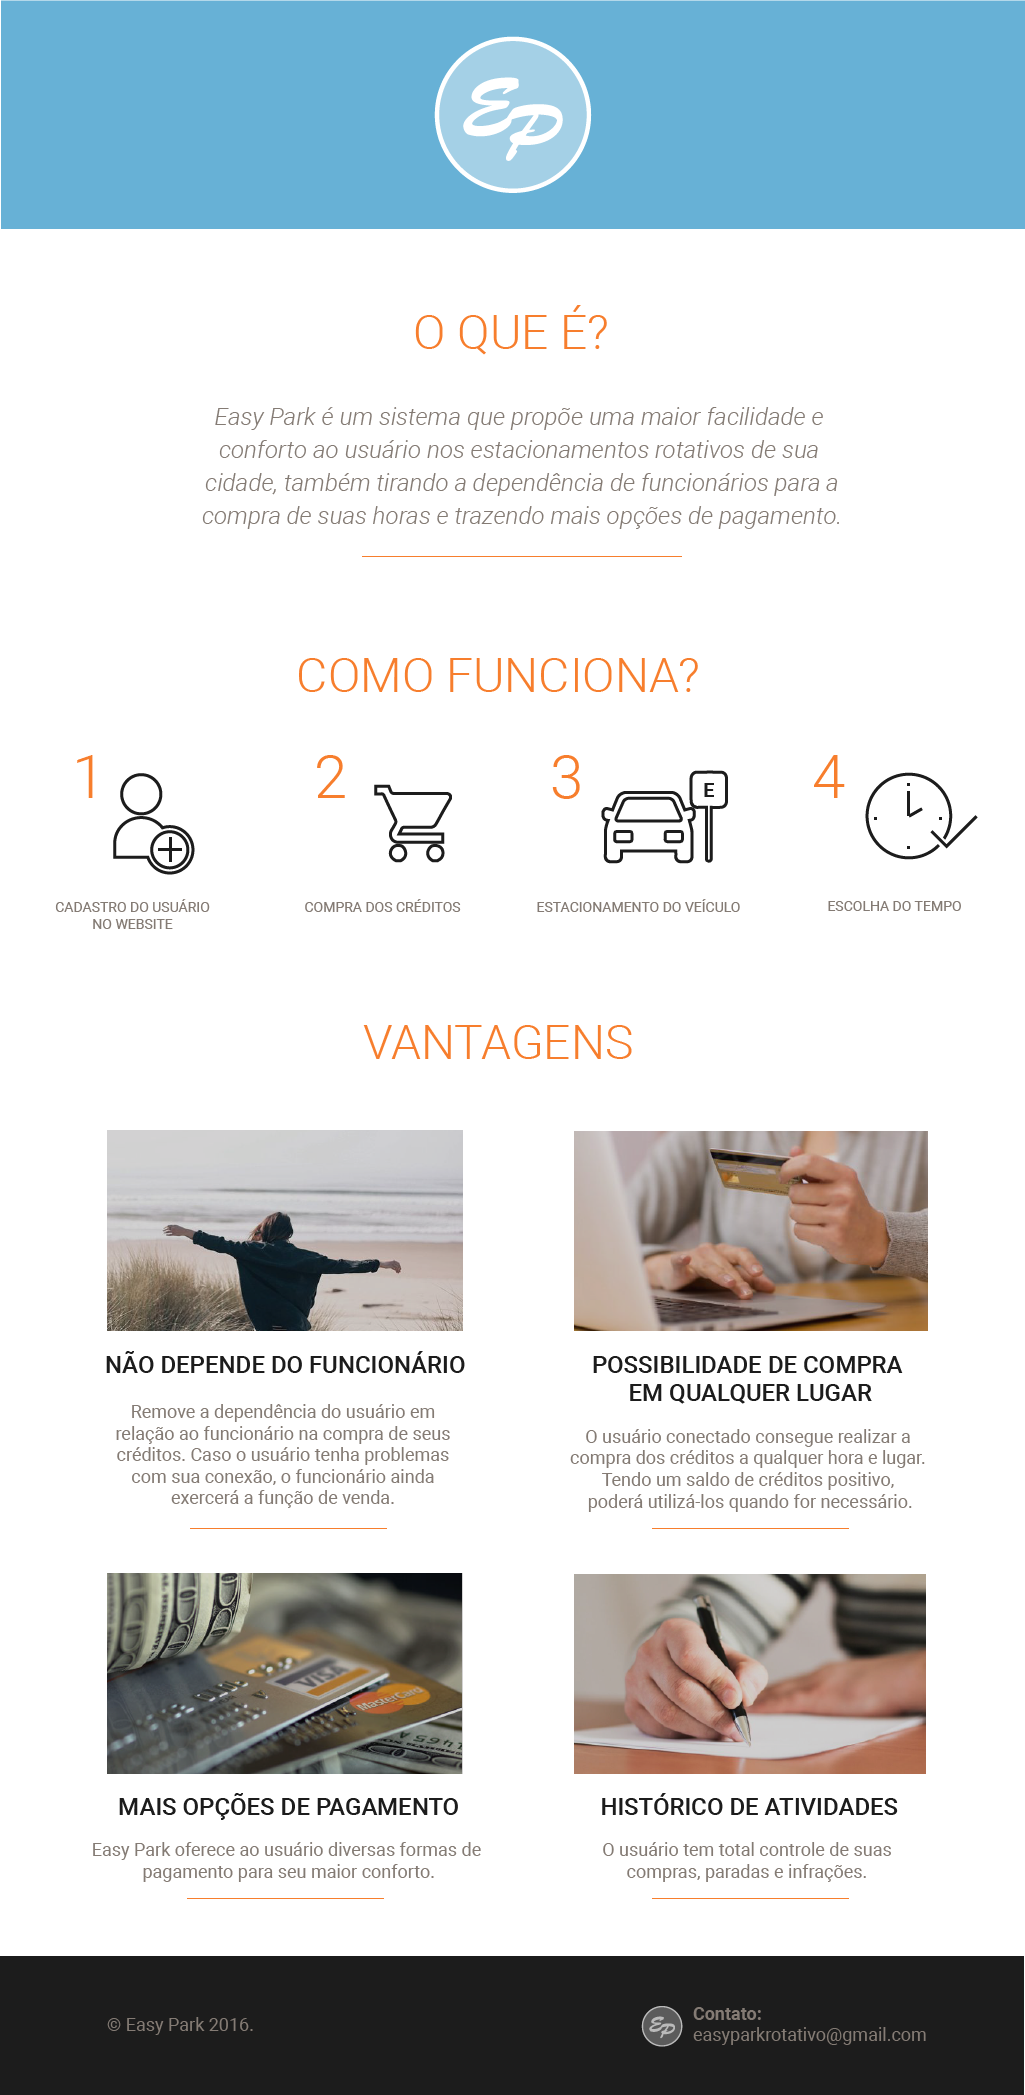 EP
O QUE É?
Easy Park é um sistema que propõe uma maior facilidade e
conforto ao usuário nos estacionamentos rotativos de sua
cidade, também tirando a dependência de funcionários para a
compra de suas horas e trazendo mais opções de pagamento.
COMO FUNCIONA?
1
2
3
4
E
CADASTRO DO USUÁRIO
NO WEBSITE
COMPRA DOS CRÉDITOS
ESTACIONAMENTO DO VEÍCULO
ESCOLHA DO TEMPO
VANTAGENS
NÃO DEPENDE DO FUNCIONÁRIO
Remove a dependência do usuário em
relação ao funcionário na compra de seus
créditos. Caso o usuário tenha problemas
com sua conexão, o funcionário ainda
exercerá a função de venda.
POSSIBILIDADE DE COMPRA
EM QUALQUER LUGAR
O usuário conectado consegue realizar a
compra dos créditos a qualquer hora e lugar.
Tendo um saldo de créditos positivo,
poderá utilizá-los quando for necessário.
VISA
MasterCard
MAIS OPÇÕES DE PAGAMENTO
Easy Park oferece ao usuário diversas formas de
pagamento para seu maior conforto.
HISTÓRICO DE ATIVIDADES
O usuário tem total controle de suas
compras, paradas e infrações.
© Easy Park 2016.
EP
Contato:
easyparkrotativo@gmail.com